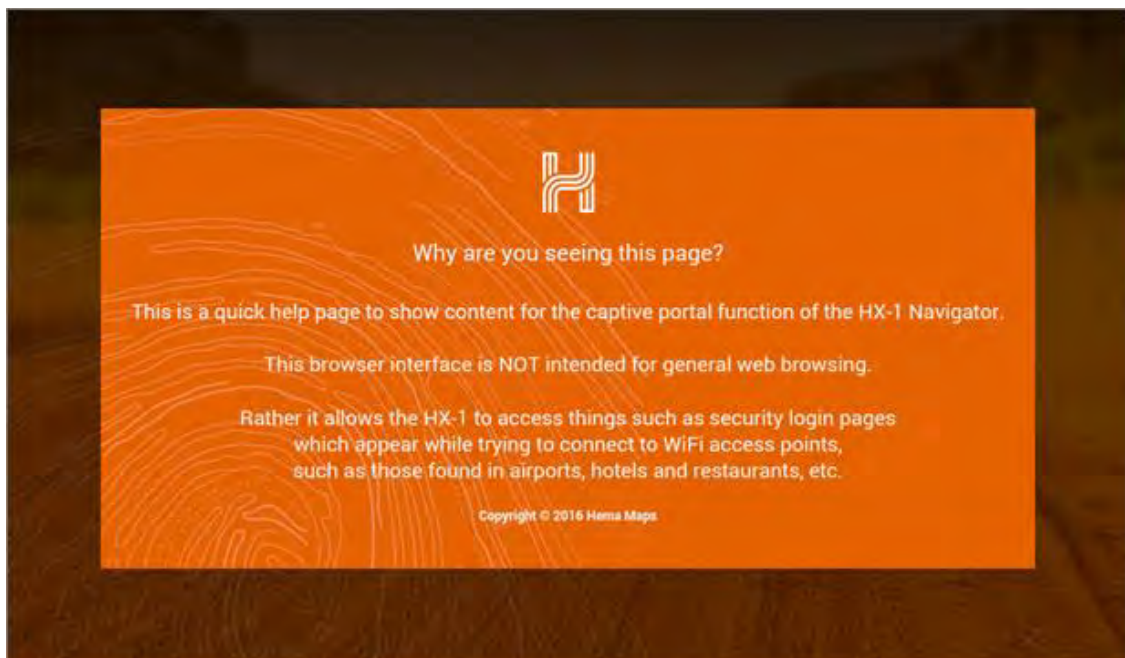 Why are you seeing this page?
This is a quick help page to show content for the captive portal function of the HX-1 Navigator.
This browser interface is NOT intended for general web browsing.
Rather it allows the HX-1 to access things such as security login pages
which appear while trying to connect to WiFi access points,
such as those found in airports, hotels and restaurants, etc.
Copyright © 2016 Hema Maps